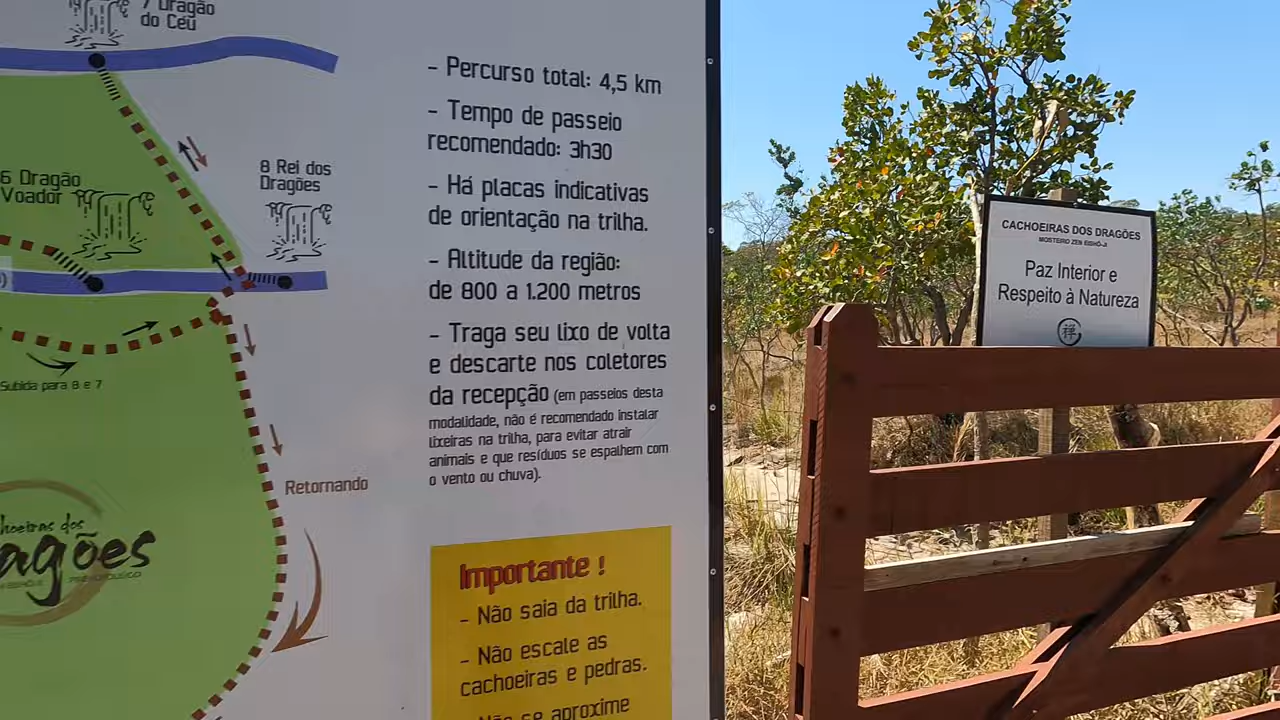 7 Dragão
do Céu
6 Dragão
Voador
8 Rei dos
Dragões
Subida para 8 e 7
Retornando
choeiras dos
agões
- Percurso total: 4,5 km
- Tempo de passeio
recomendado: 3h30
- Há placas indicativas
de orientação na trilha.
- Altitude da região:
de 800 a 1.200 metros
- Traga seu lixo de volta
e descarte nos coletores
da recepção (em passeios desta
modalidade, não é recomendado instalar
lixeiras na trilha, para evitar atrair
animais e que resíduos se espalhem com
o vento ou chuva).
Importante !
- Não saia da trilha.
- Não escale as
cachoeiras e pedras.
- Não se aproxime
CACHOEIRAS DOS DRAGÕES
MOSTEIRO ZEN EISHÔ-JI
Paz Interior e
Respeito à Natureza
禅